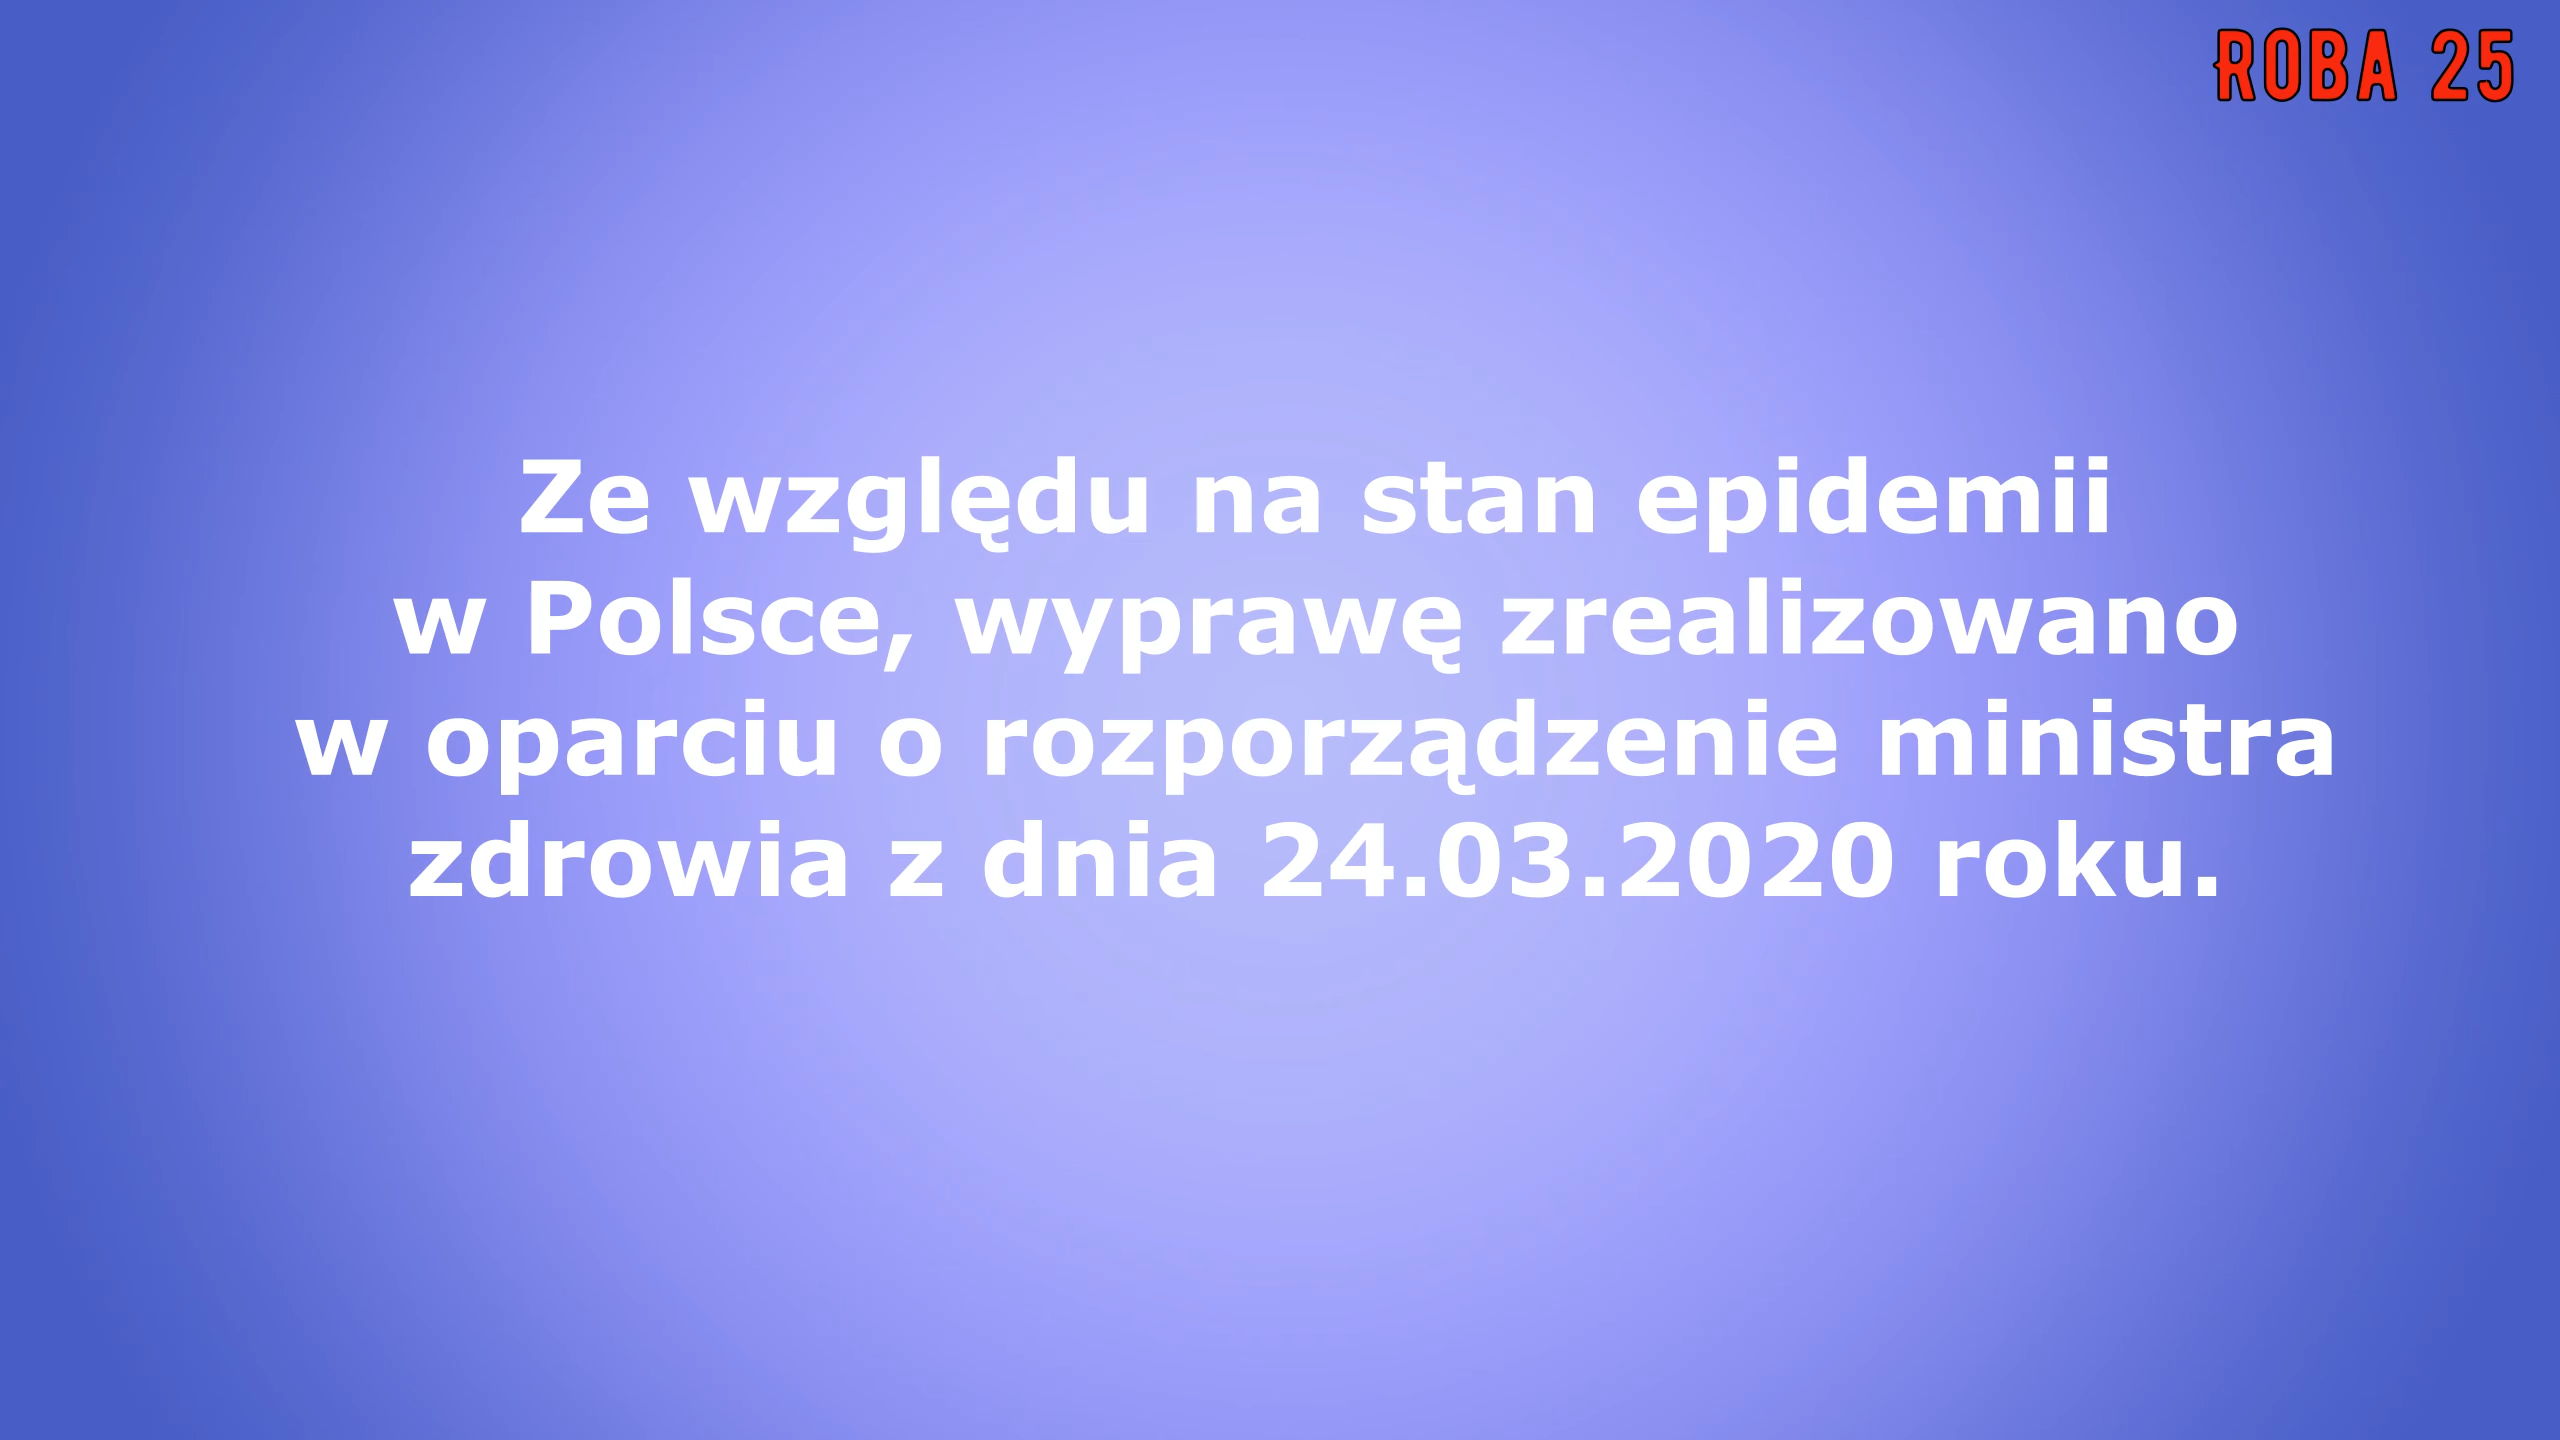 ROBA 25
Ze względu na stan epidemii
w Polsce, wyprawę zrealizowano
w oparciu o rozporządzenie ministra
zdrowia z dnia 24.03.2020 roku.